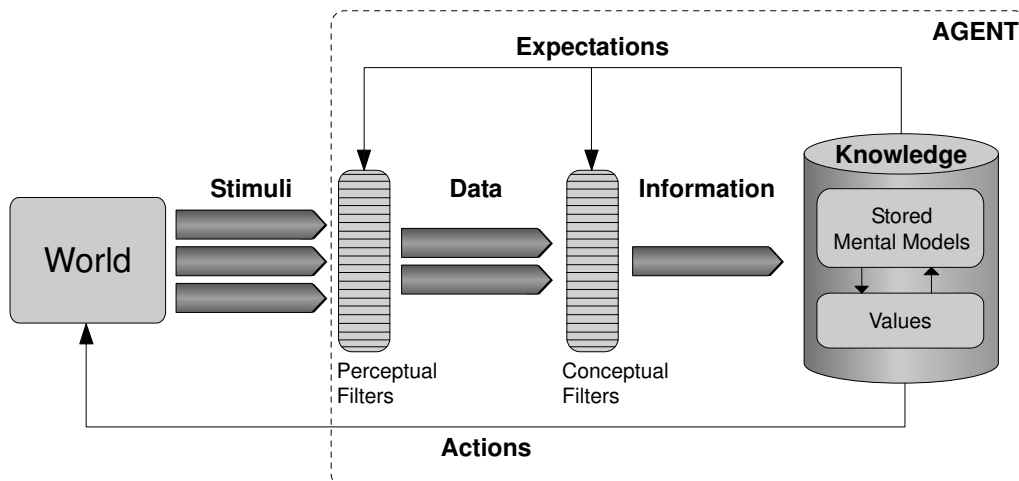 AGENT
Expectations
Knowledge
Stimuli
Data
Information
Stored
Mental Models
World
Values
Perceptual
Filters
Conceptual
Filters
Actions